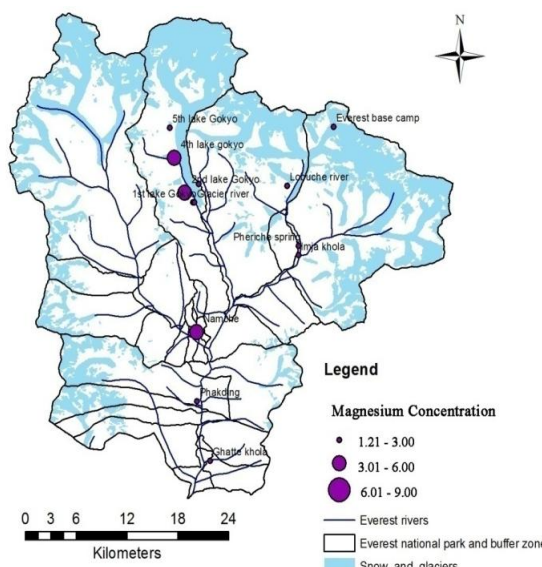 N
5th lake Gokyo
Everest base camp
4th lake gokyo
2nd lake Gokyo
Lobuche river
1st lake Gokyo
Glacier river
Pheriche spring
Imja khola
Namche
Phakding
Ghatte khola
Legend
Magnesium Concentration
1.21 - 3.00
3.01 - 6.00
6.01 - 9.00
Everest rivers
Everest national park and buffer zone
Snow and glaciers
0 3 6 12 18 24
Kilometers